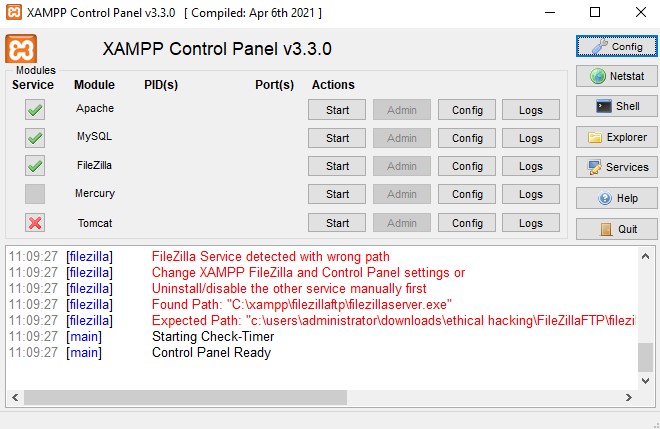 XAMPP Control Panel v3.3.0 [ Compiled: Apr 6th 2021 ]
XAMPP Control Panel v3.3.0
Config
Modules
Service Module PID(s) Port(s) Actions
Netstat
Apache Start Admin Config Logs
Shell
MySQL Start Admin Config Logs
Explorer
FileZilla Start Admin Config Logs
Services
Mercury Start Admin Config Logs
Help
Tomcat Start Admin Config Logs
Quit
11:09:27 [filezilla] FileZilla Service detected with wrong path
11:09:27 [filezilla] Change XAMPP FileZilla and Control Panel settings or
11:09:27 [filezilla] Uninstall/disable the other service manually first
11:09:27 [filezilla] Found Path: "C:\xampp\filezillaftp\filezillaserver.exe"
11:09:27 [filezilla] Expected Path: "c:\users\administrator\downloads\ethical hacking\FileZillaFTP\filezi
11:09:27 [main] Starting Check-Timer
11:09:27 [main] Control Panel Ready